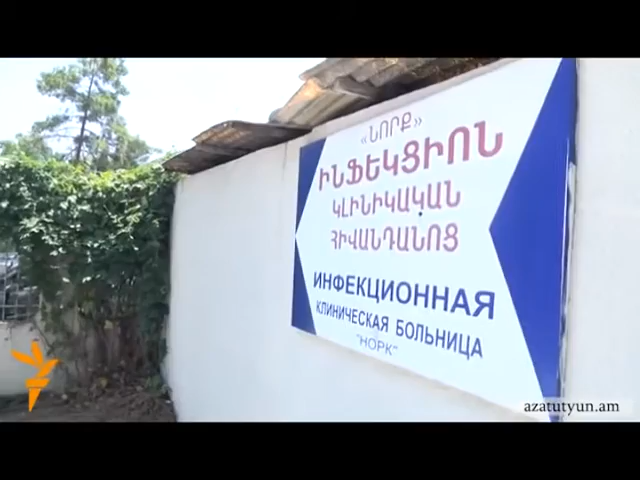 «ՆՈՐՔ»
ԻՆՖԵԿՑԻՈՆ
ԿԼԻՆԻԿԱԿԱՆ
ՀԻՎԱՆԴԱՆՈՑ
ИНФЕКЦИОННАЯ
КЛИНИЧЕСКАЯ БОЛЬНИЦА
"НОРК"
azatutyun.am